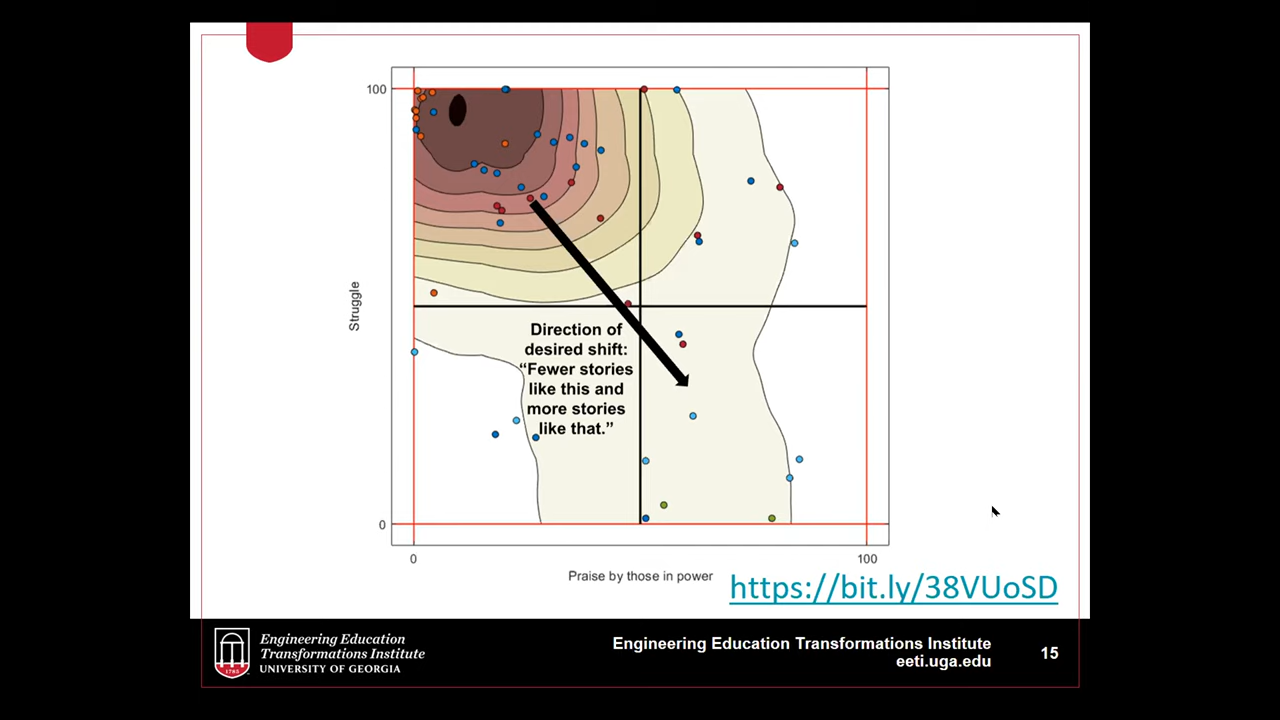 100
Struggle
Direction of
desired shift:
“Fewer stories
like this and
more stories
like that.”
0
0
100
Praise by those in power
https://bit.ly/38VUoSD
1785
Engineering Education
Transformations Institute
UNIVERSITY OF GEORGIA
Engineering Education Transformations Institute
eeti.uga.edu
15